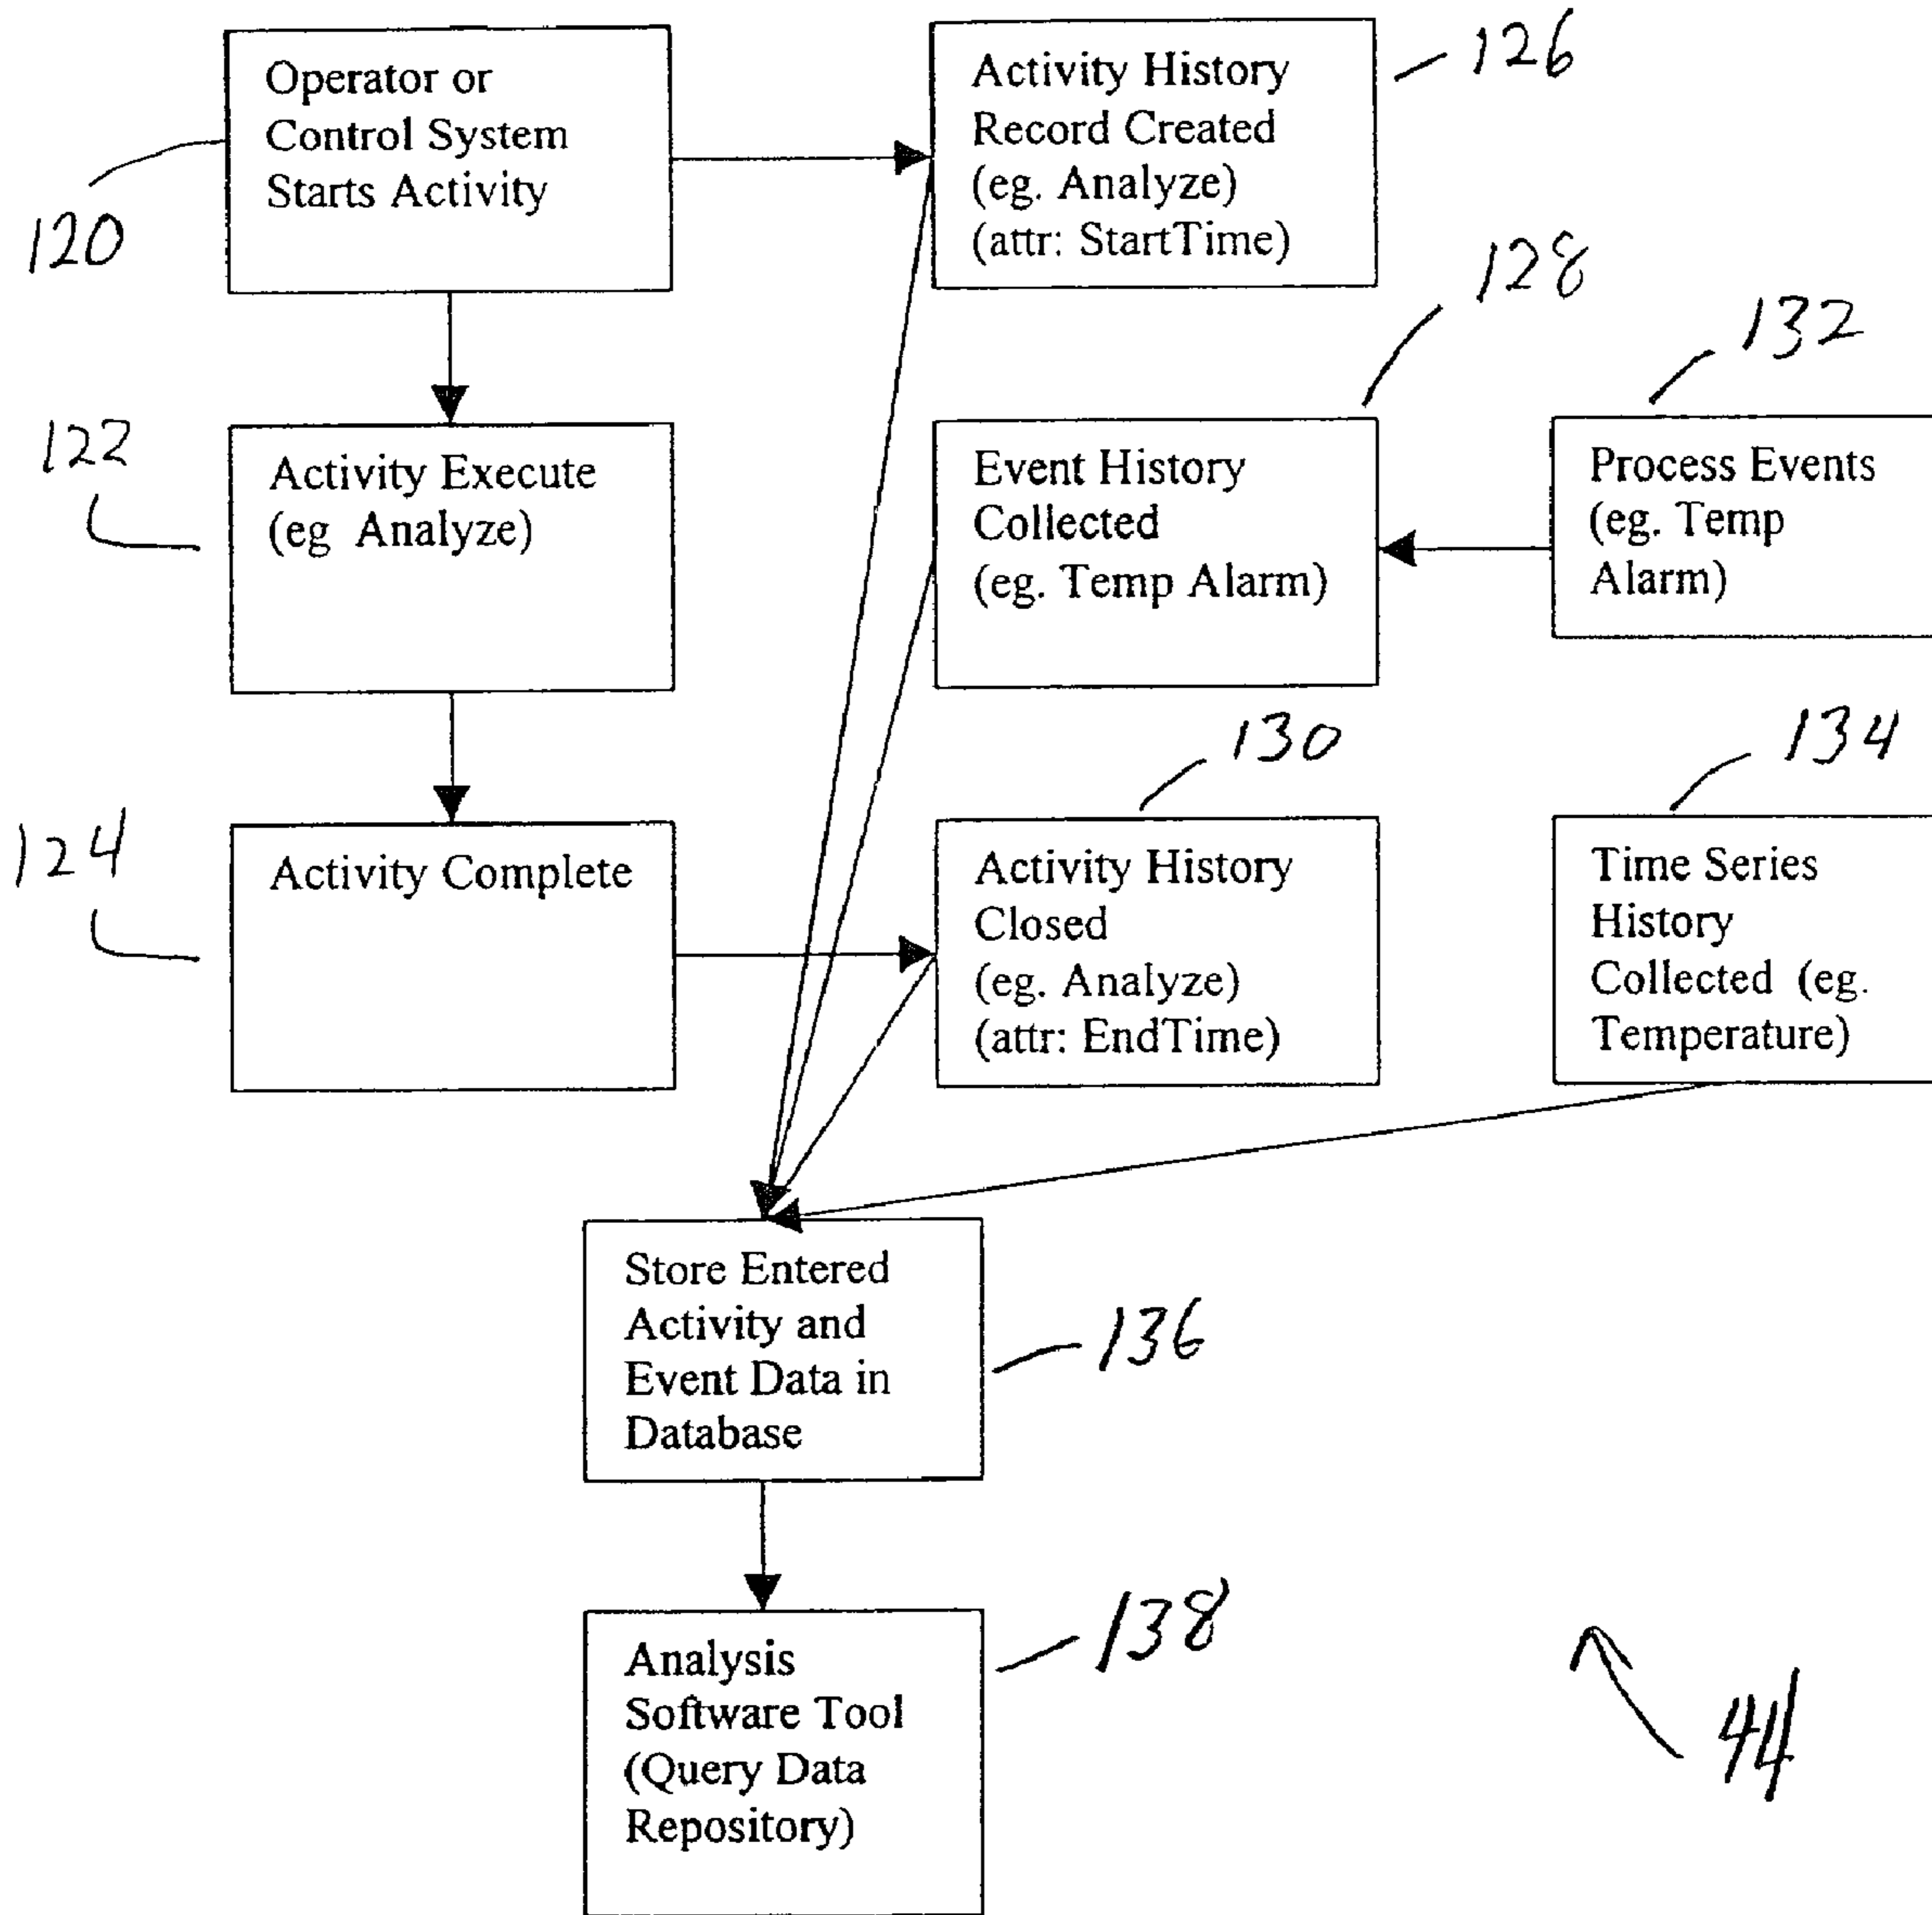 Operator or
Control System
Starts Activity
120
Activity History
Record Created
(eg. Analyze)
(attr: StartTime)
126
Activity Execute
(eg Analyze)
122
Event History
Collected
(eg. Temp Alarm)
128
Process Events
(eg. Temp
Alarm)
132
Activity Complete
124
Activity History
Closed
(eg. Analyze)
(attr: EndTime)
130
Time Series
History
Collected (eg.
Temperature)
134
Store Entered
Activity and
Event Data in
Database
136
Analysis
Software Tool
(Query Data
Repository)
138
44